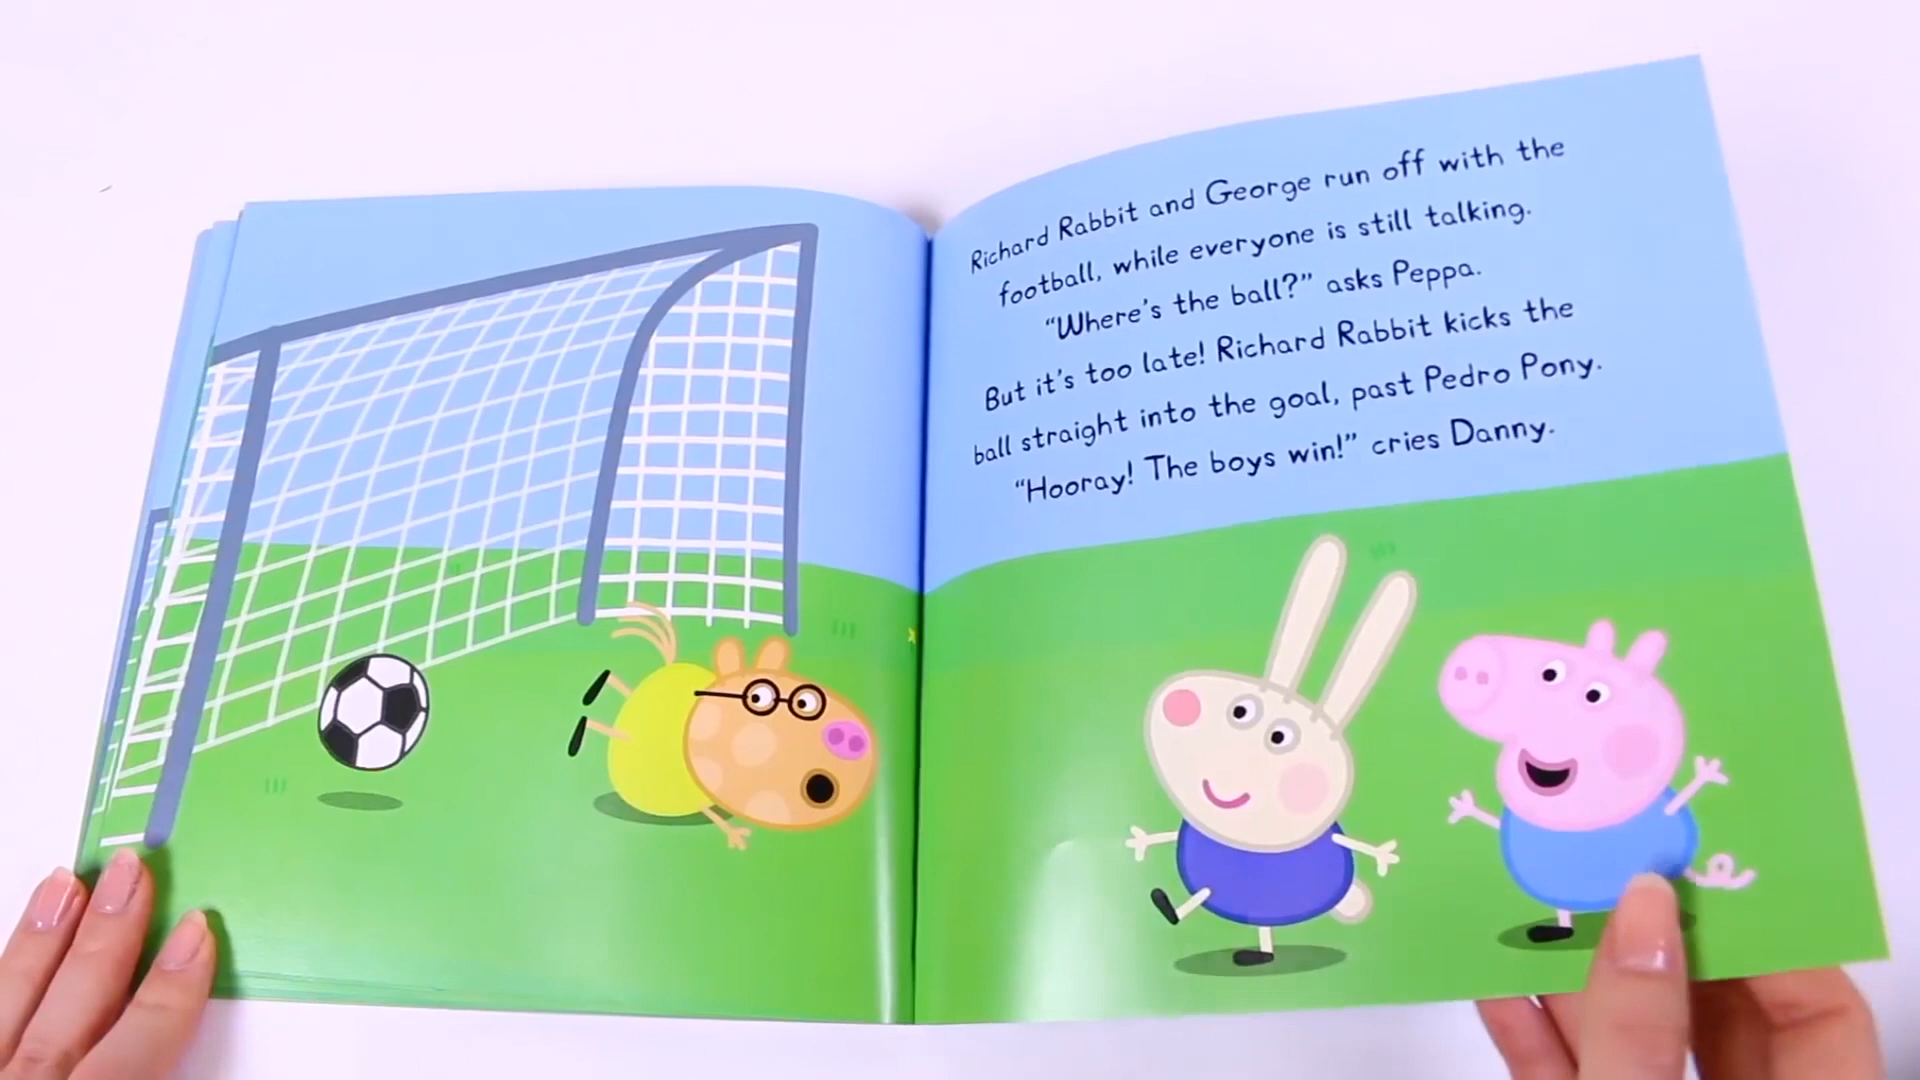 Richard Rabbit and George run off with the
football, while everyone is still talking.
“Where's the ball?” asks Peppa.
But it's too late! Richard Rabbit kicks the
ball straight into the goal, past Pedro Pony.
“Hooray! The boys win!” cries Danny.